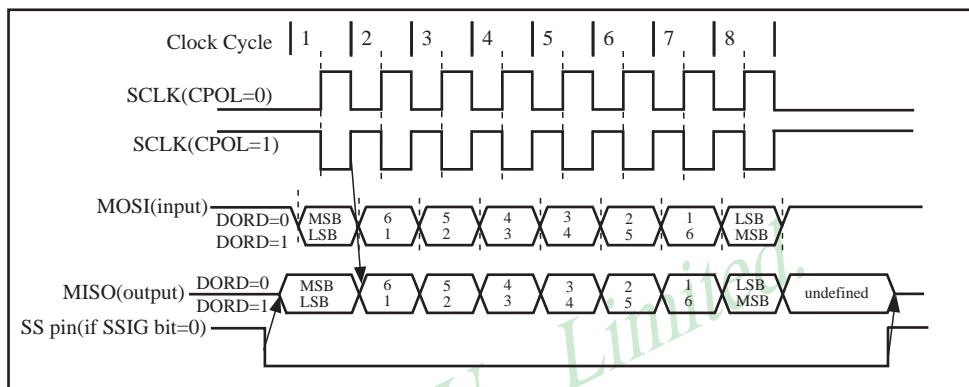 Clock Cycle 1 2 3 4 5 6 7 8
SCLK(CPOL=0)
SCLK(CPOL=1)
MOSI(input)
DORD=0 MSB 6 5 4 3 2 1 LSB
DORD=1 LSB 1 2 3 4 5 6 MSB
MISO(output)
DORD=0 MSB 6 5 4 3 2 1 LSB undefined
DORD=1 LSB 1 2 3 4 5 6 MSB
SS pin(if SSIG bit=0)
Limited.